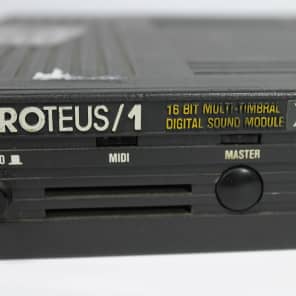 ROTEUS/1
16 BIT MULTI-TIMBRAL
DIGITAL SOUND MODULE
O
MIDI
MASTER